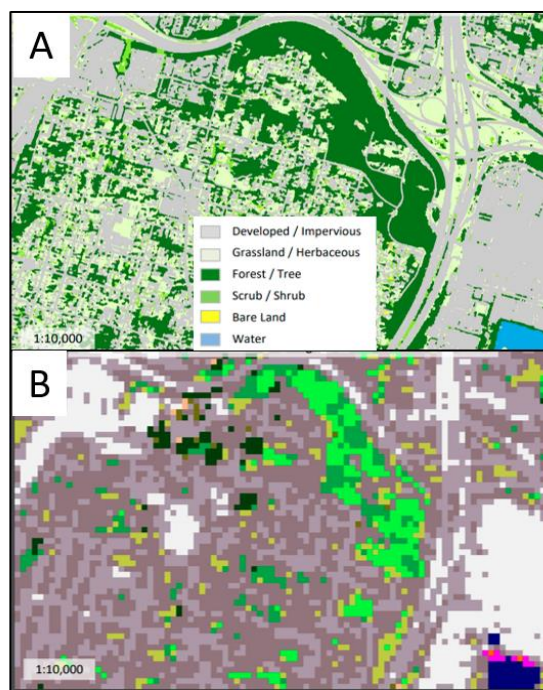 A
Developed / Impervious
Grassland / Herbaceous
Forest / Tree
Scrub / Shrub
Bare Land
Water
1:10,000
B
1:10,000